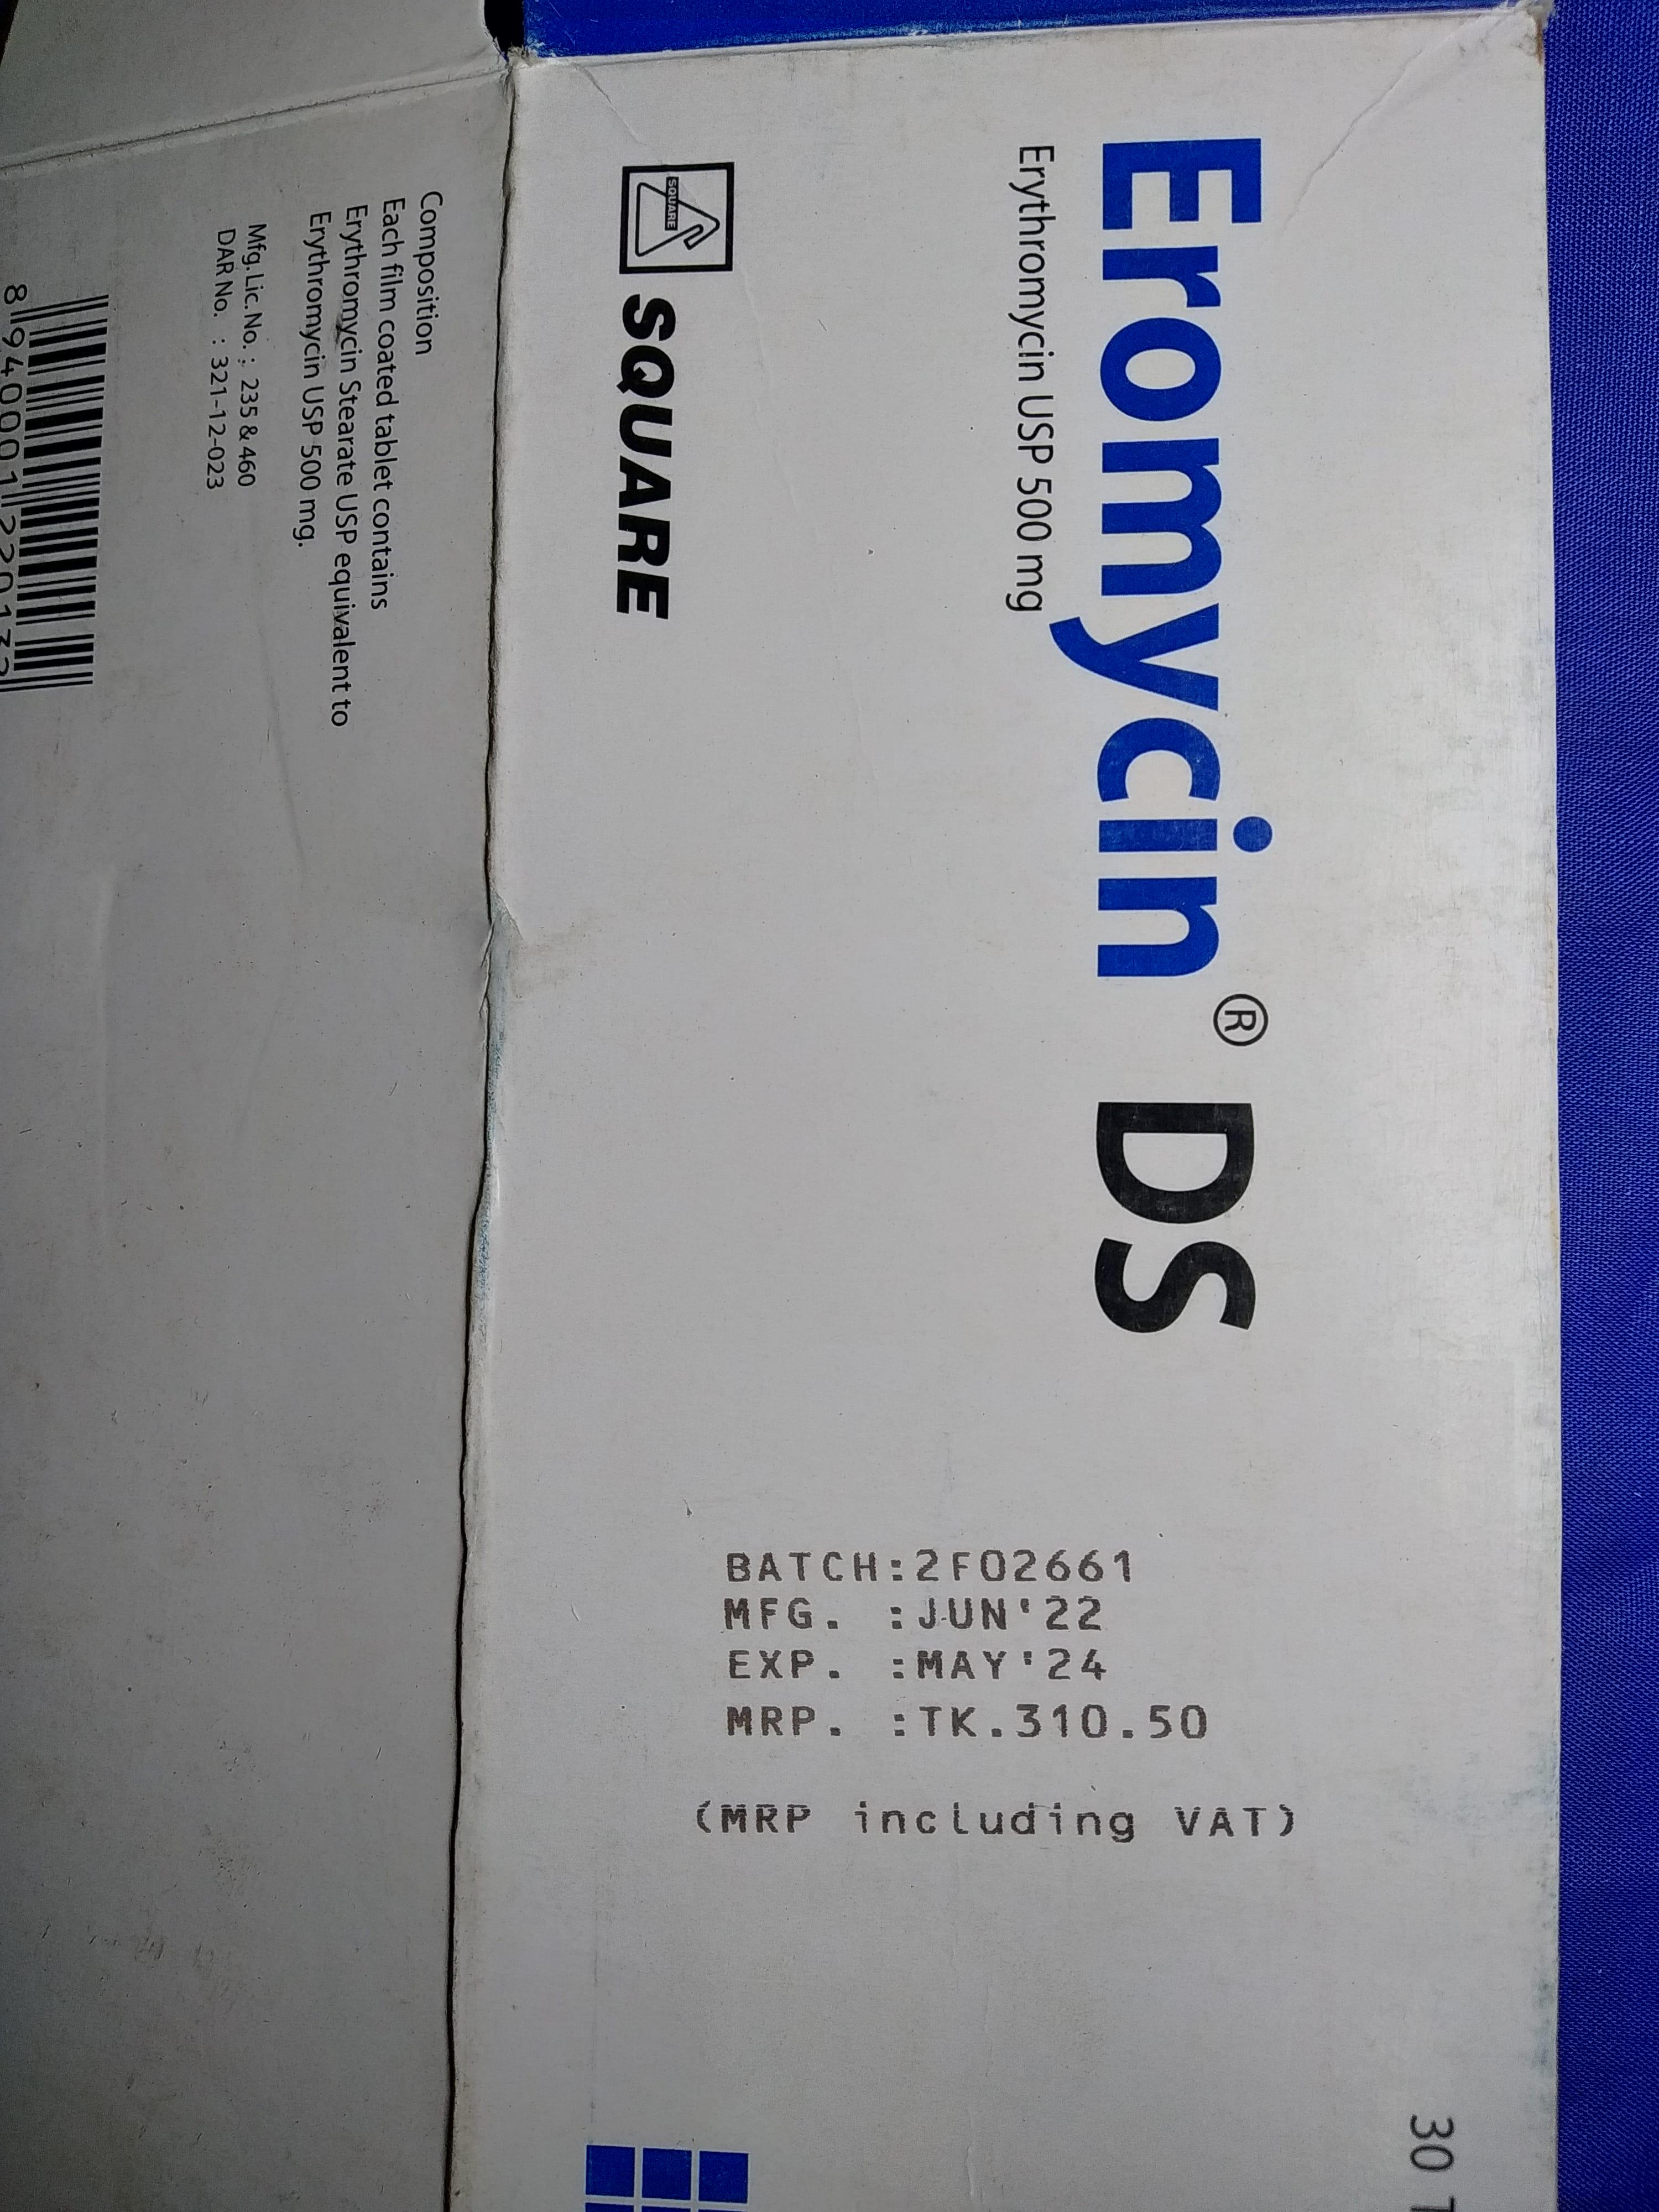 30
Eromycin® DS
Erythromycin USP 500 mg
BATCH:2F02661
MFG. :JUN'22
EXP. :MAY'24
MRP. :TK.310.50
(MRP including VAT)
SQUARE
SQUARE
Composition
Each film coated tablet contains
Erythromycin Stearate USP equivalent to
Erythromycin USP 500 mg.
Mfg. Lic. No. : 235 & 460
DAR No. : 321-12-023
8 940001 220132